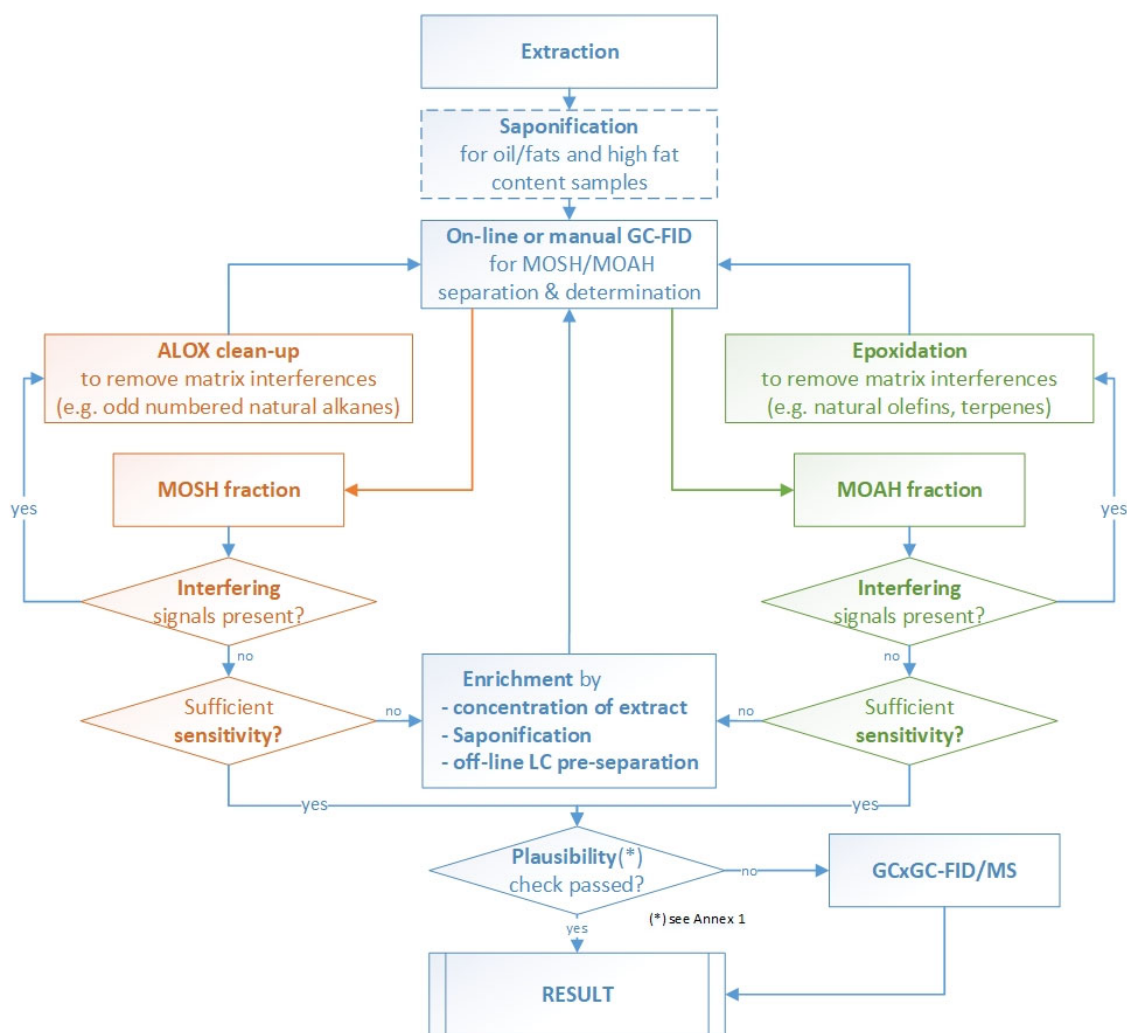 Extraction
Saponification
for oil/fats and high fat
content samples
On-line or manual GC-FID
for MOSH/MOAH
separation & determination
ALOX clean-up
to remove matrix interferences
(e.g. odd numbered natural alkanes)
Epoxidation
to remove matrix interferences
(e.g. natural olefins, terpenes)
MOSH fraction
MOAH fraction
yes
yes
Interfering
signals present?
Interfering
signals present?
no
no
Sufficient
sensitivity?
no
Enrichment by
- concentration of extract
- Saponification
- off-line LC pre-separation
no
Sufficient
sensitivity?
yes
yes
Plausibility(*)
check passed?
no
GCxGC-FID/MS
(*) see Annex 1
yes
RESULT